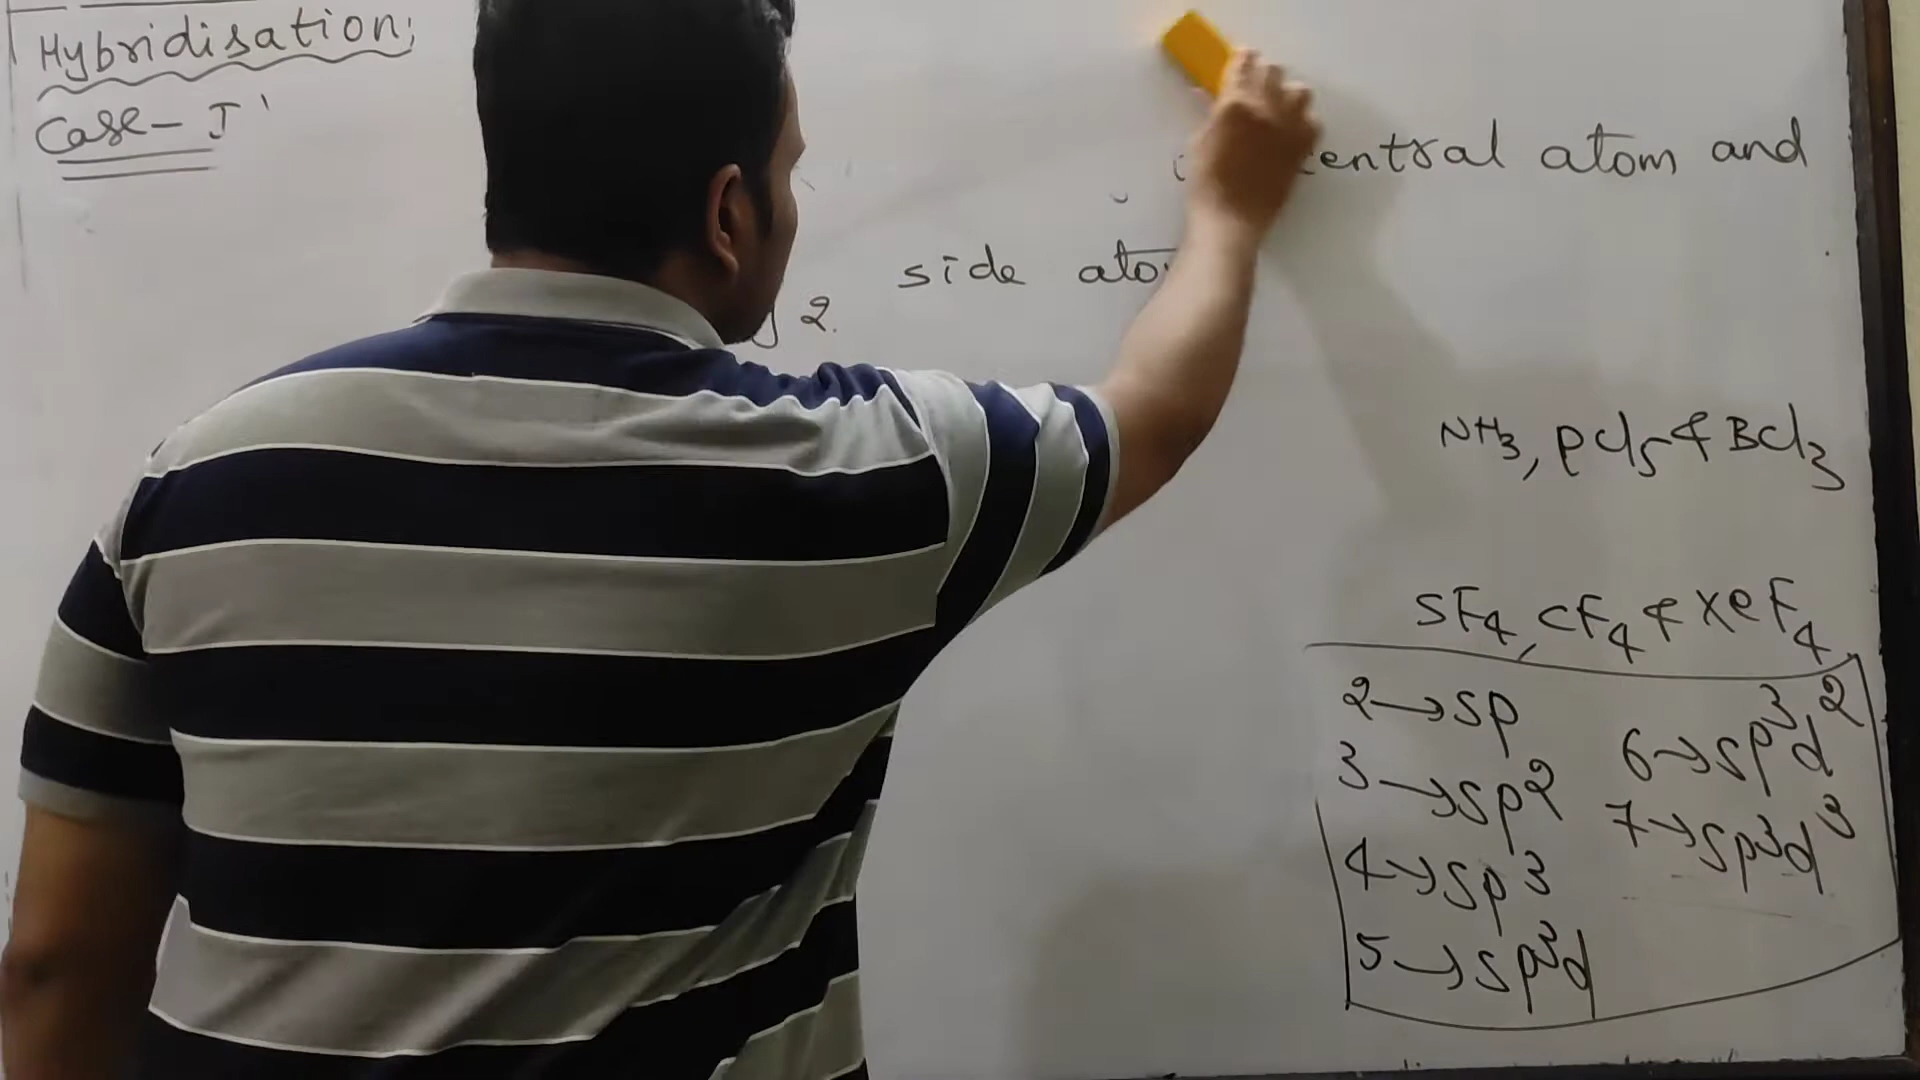 Hybridisation:
Case-I'
central atom and
side atom
2.
NH3, PCl5 & BCl3
SF4, CF4 & XeF4
2→sp
3→sp2
4→sp3
5→sp3d
6→sp3d2
7→sp3d3